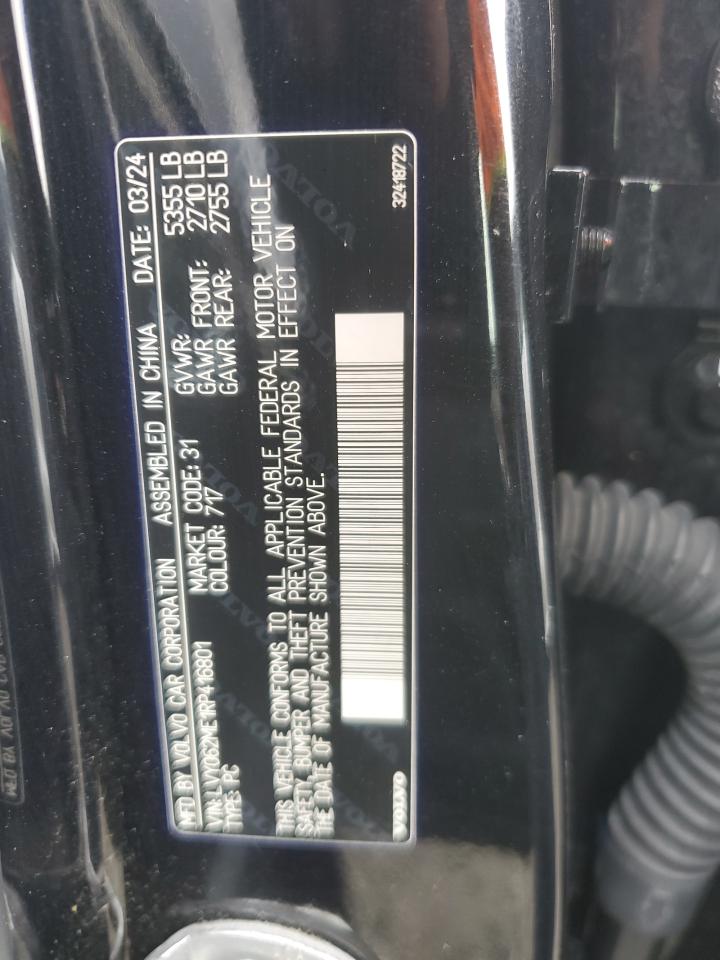 MFD BY VOLVO CAR CORPORATION ASSEMBLED IN CHINA DATE: 03/24
VIN: LVY062ME1RP416801 MARKET CODE: 31 GVWR: 5355 LB
TYPE: PC COLOUR: 717 GAWR FRONT: 2710 LB
GAWR REAR: 2755 LB
THIS VEHICLE CONFORMS TO ALL APPLICABLE FEDERAL MOTOR VEHICLE
SAFETY, BUMPER AND THEFT PREVENTION STANDARDS IN EFFECT ON
THE DATE OF MANUFACTURE SHOWN ABOVE.
VOLVO 32418722